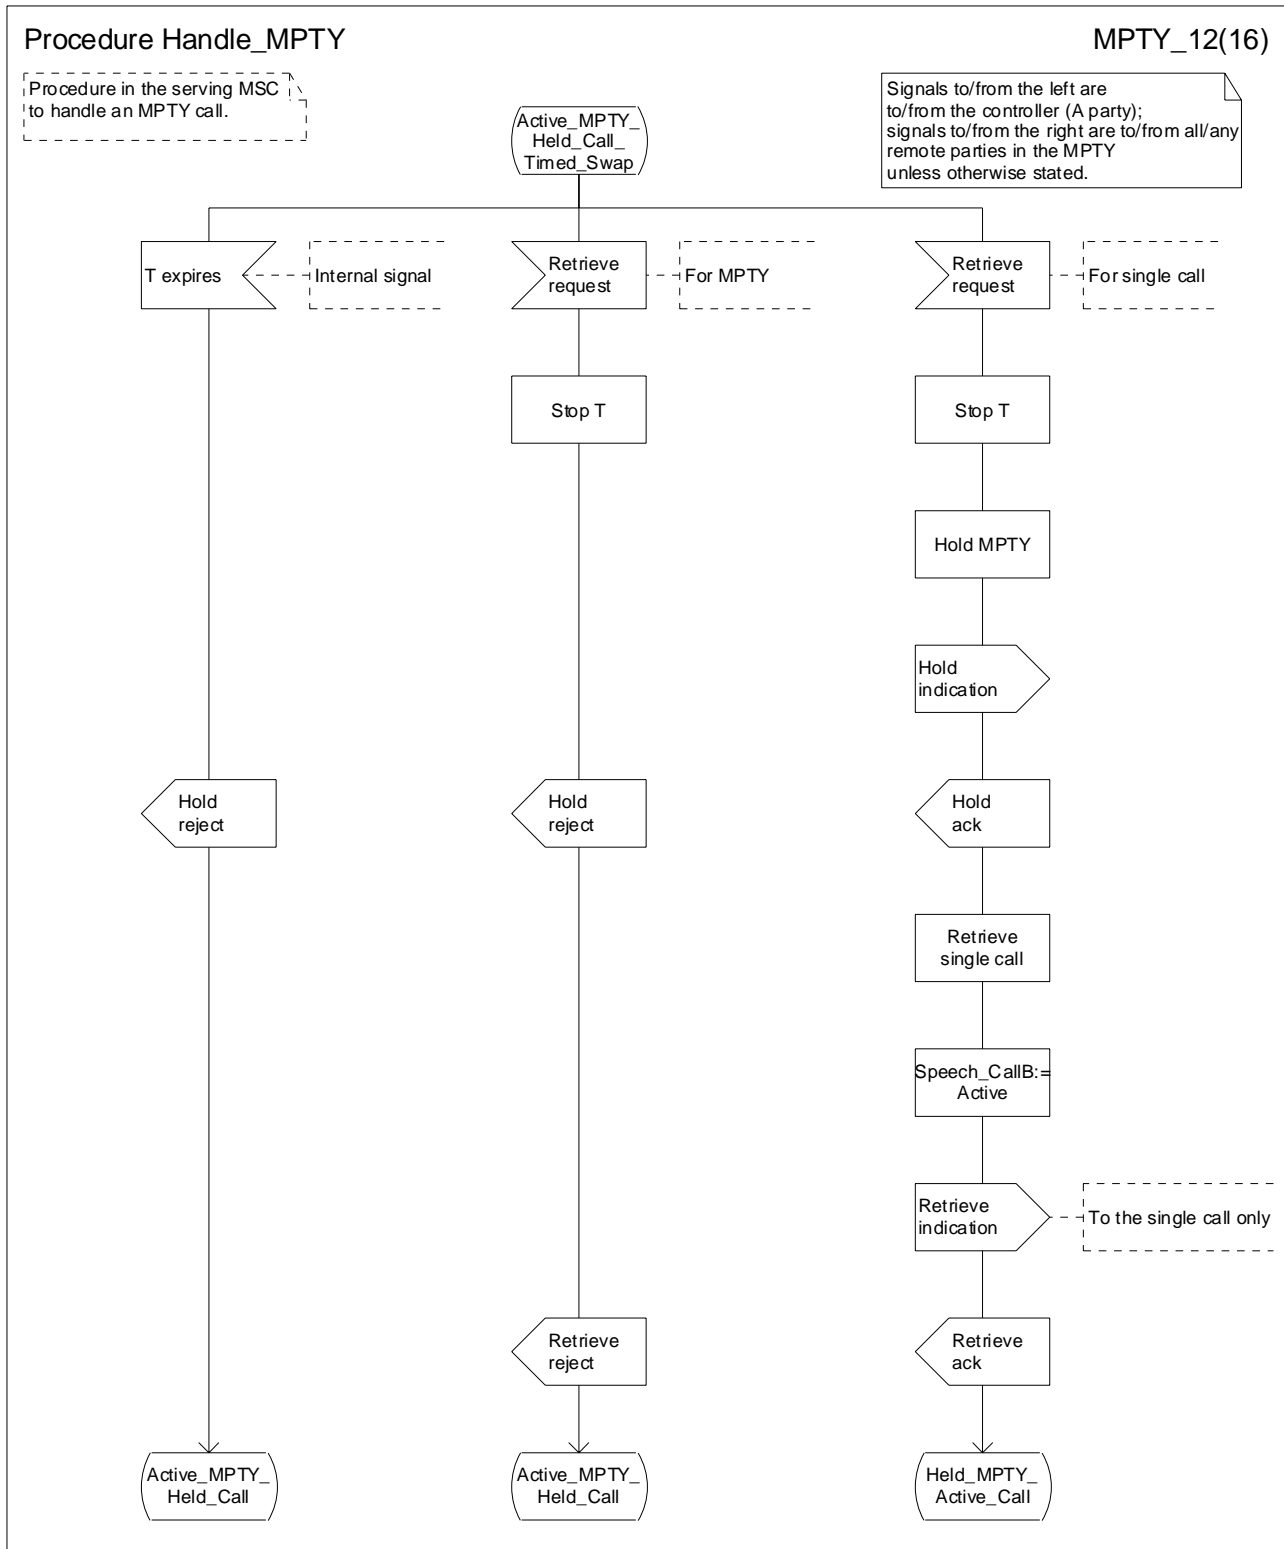 Procedure Handle_MPTY
MPTY_12(16)
Procedure in the serving MSC
to handle an MPTY call.
Signals to/from the left are
to/from the controller (A party);
signals to/from the right are to/from all/any
remote parties in the MPTY
unless otherwise stated.
Active_MPTY_
Held_Call_
Timed_Swap
T expires
Internal signal
Retrieve
request
For MPTY
Retrieve
request
For single call
Stop T
Stop T
Hold MPTY
Hold
indication
Hold
reject
Hold
reject
Hold
ack
Retrieve
single call
Speech_CallB:=
Active
Retrieve
indication
To the single call only
Retrieve
reject
Retrieve
ack
Active_MPTY_
Held_Call
Active_MPTY_
Held_Call
Held_MPTY_
Active_Call